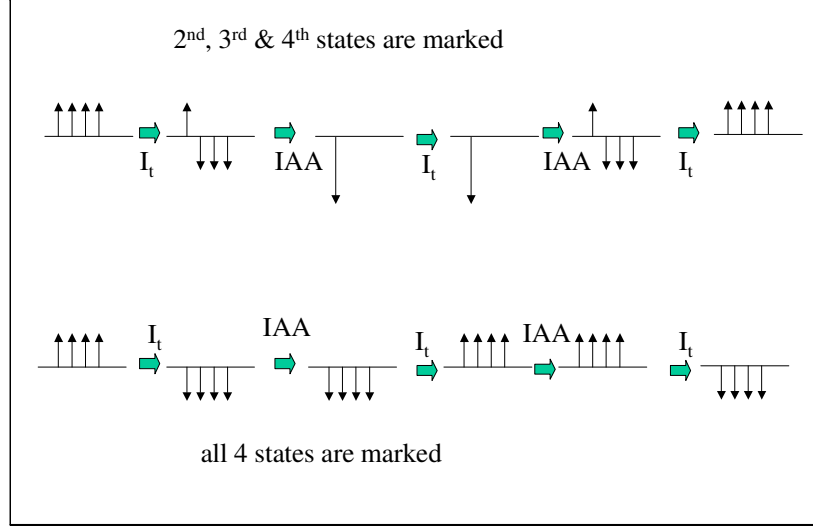 2nd, 3rd & 4th states are marked
It IAA It IAA It
It IAA It IAA It
all 4 states are marked